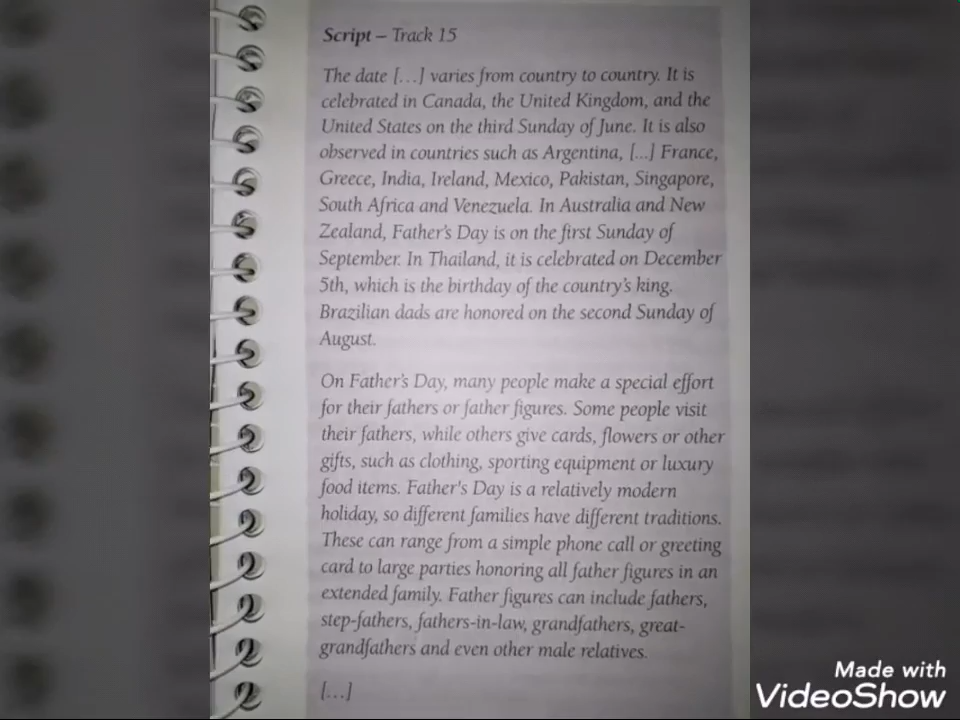 Script – Track 15
The date [...] varies from country to country. It is
celebrated in Canada, the United Kingdom, and the
United States on the third Sunday of June. It is also
observed in countries such as Argentina, [...] France,
Greece, India, Ireland, Mexico, Pakistan, Singapore,
South Africa and Venezuela. In Australia and New
Zealand, Father's Day is on the first Sunday of
September. In Thailand, it is celebrated on December
5th, which is the birthday of the country's king.
Brazilian dads are honored on the second Sunday of
August.
On Father's Day, many people make a special effort
for their fathers or father figures. Some people visit
their fathers, while others give cards, flowers or other
gifts, such as clothing, sporting equipment or luxury
food items. Father's Day is a relatively modern
holiday, so different families have different traditions.
These can range from a simple phone call or greeting
card to large parties honoring all father figures in an
extended family. Father figures can include fathers,
step-fathers, fathers-in-law, grandfathers, great-
grandfathers and even other male relatives.
[...]
Made with
VideoShow